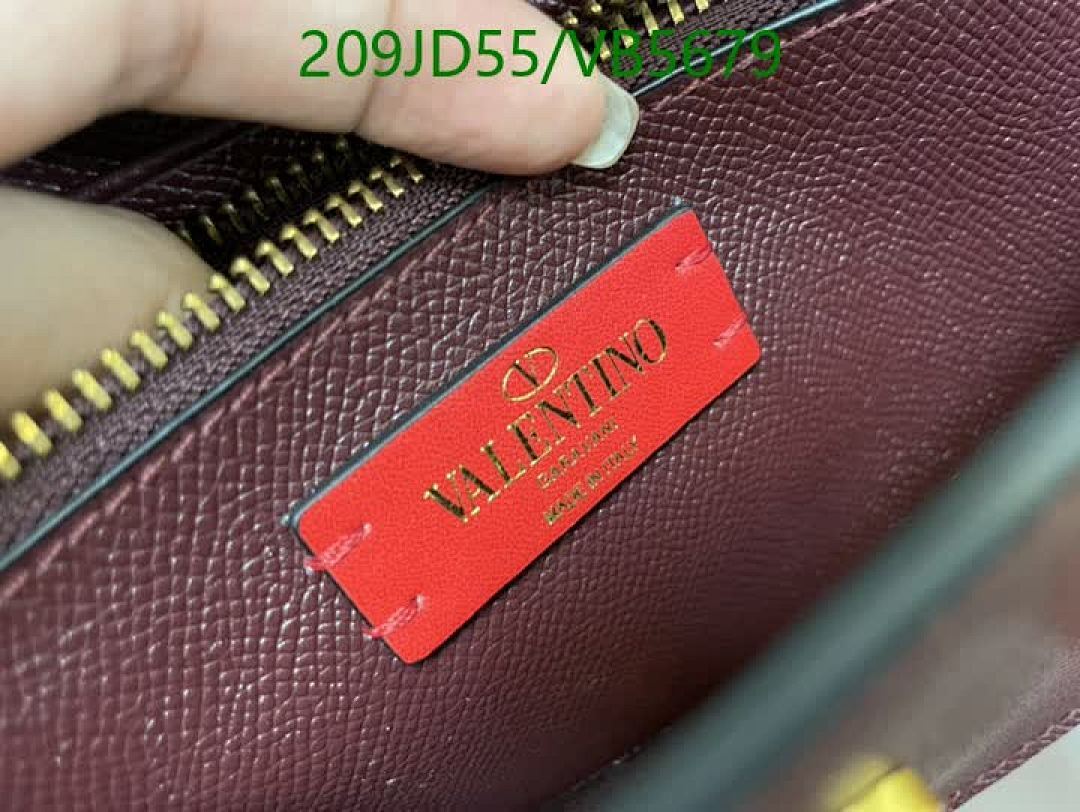 209JD55/VB5679
VALENTINO
GARAVANI
MADE IN ITALY